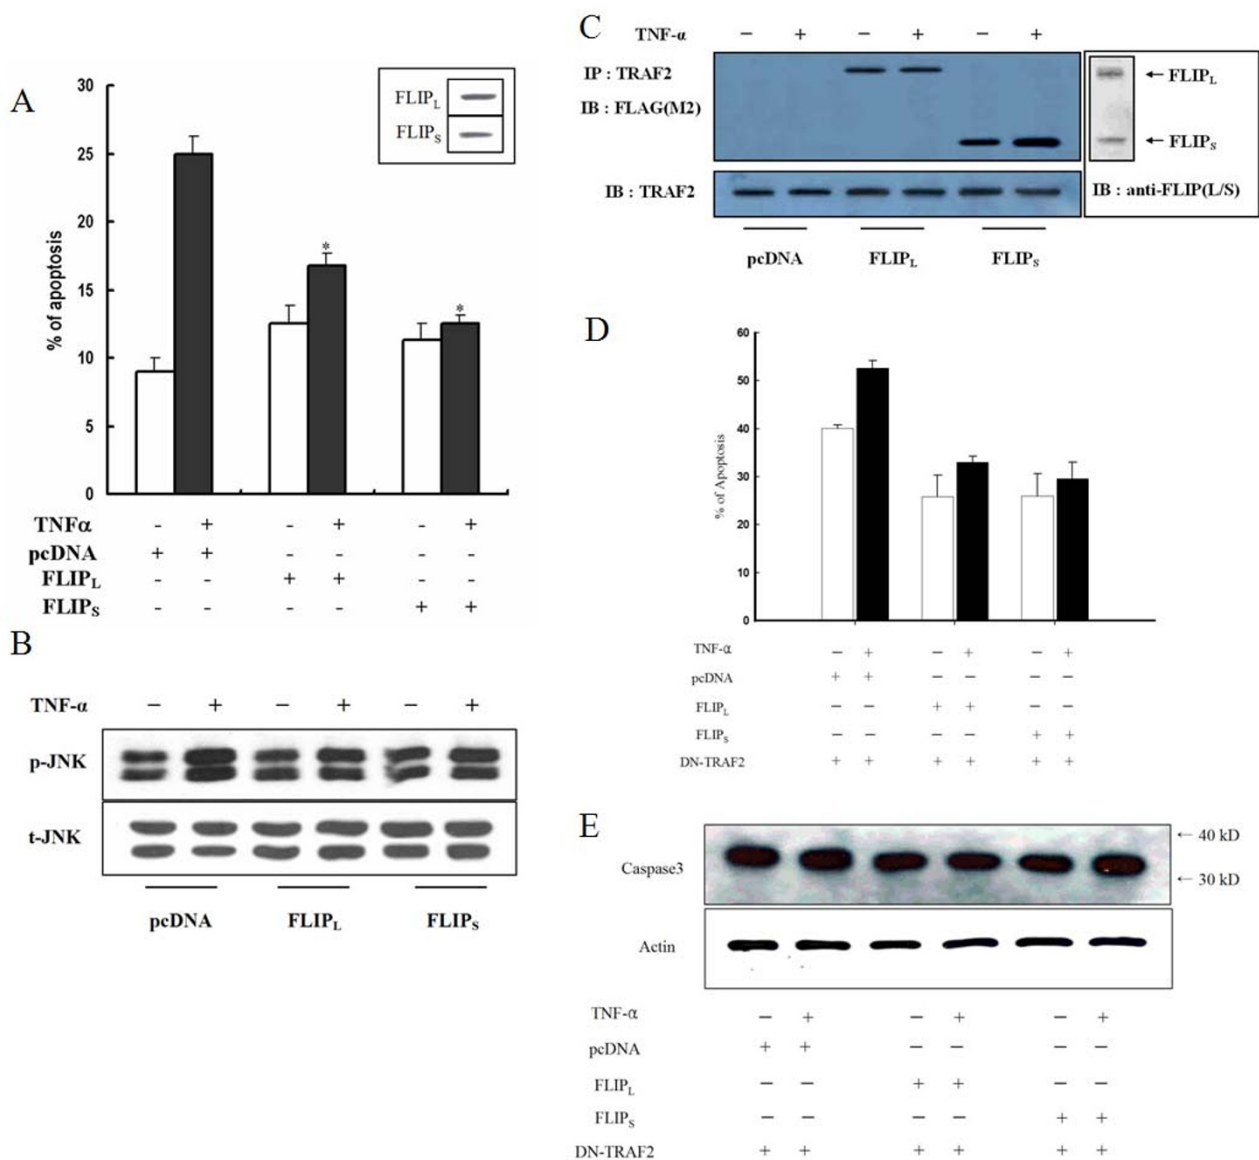 A
30
25
20
15
10
5
0
% of apoptosis
FLIPL
FLIPS
*
*
TNFα - + - + - +
pcDNA + + - - - -
FLIPL - - + + - -
FLIPS - - - - + +
B
TNF-α − + − + − +
p-JNK
t-JNK
pcDNA FLIPL FLIPS
C
TNF-α − + − + − +
IP : TRAF2
IB : FLAG(M2)
← FLIPL
← FLIPS
IB : TRAF2
IB : anti-FLIP(L/S)
pcDNA FLIPL FLIPS
D
60
50
40
30
20
10
0
% of Apoptosis
TNF-α − + − + − +
pcDNA + + − − − −
FLIPL − − + + − −
FLIPS − − − − + +
DN-TRAF2 + + + + + +
E
Caspase3
← 40 kD
← 30 kD
Actin
TNF-α − + − + − +
pcDNA + + − − − −
FLIPL − − + + − −
FLIPS − − − − + +
DN-TRAF2 + + + + + +